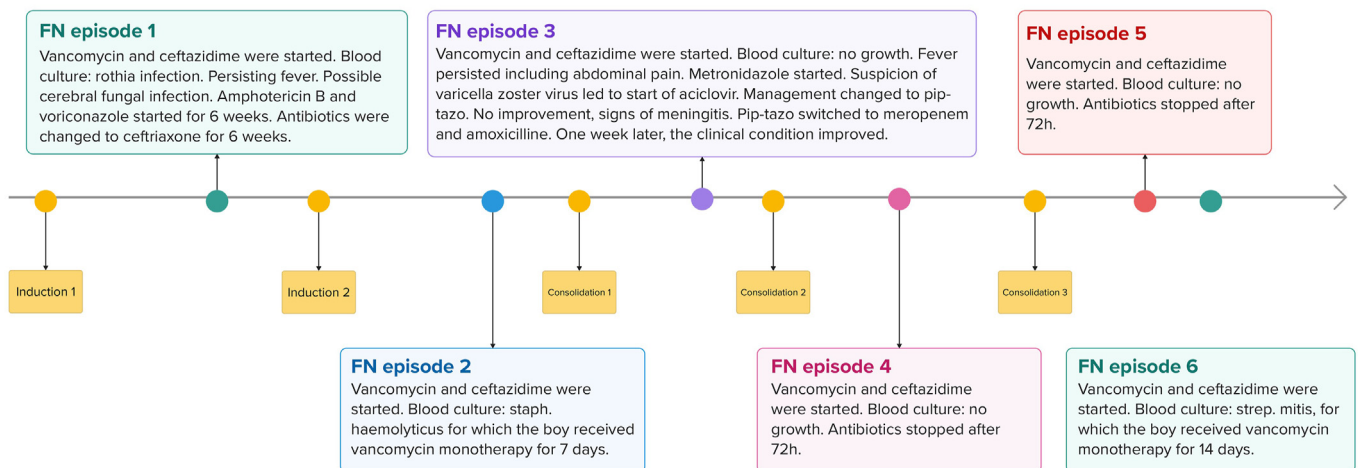 FN episode 1
Vancomycin and ceftazidime were started. Blood
culture: rothia infection. Persisting fever. Possible
cerebral fungal infection. Amphotericin B and
voriconazole started for 6 weeks. Antibiotics were
changed to ceftriaxone for 6 weeks.
FN episode 3
Vancomycin and ceftazidime were started. Blood culture: no growth. Fever
persisted including abdominal pain. Metronidazole started. Suspicion of
varicella zoster virus led to start of aciclovir. Management changed to pip-
tazo. No improvement, signs of meningitis. Pip-tazo switched to meropenem
and amoxicilline. One week later, the clinical condition improved.
FN episode 5
Vancomycin and ceftazidime
were started. Blood culture: no
growth. Antibiotics stopped after
72h.
Induction 1
Induction 2
Consolidation 1
Consolidation 2
Consolidation 3
FN episode 2
Vancomycin and ceftazidime were
started. Blood culture: staph.
haemolyticus for which the boy received
vancomycin monotherapy for 7 days.
FN episode 4
Vancomycin and ceftazidime
were started. Blood culture: no
growth. Antibiotics stopped after
72h.
FN episode 6
Vancomycin and ceftazidime were
started. Blood culture: strep. mitis, for
which the boy received vancomycin
monotherapy for 14 days.